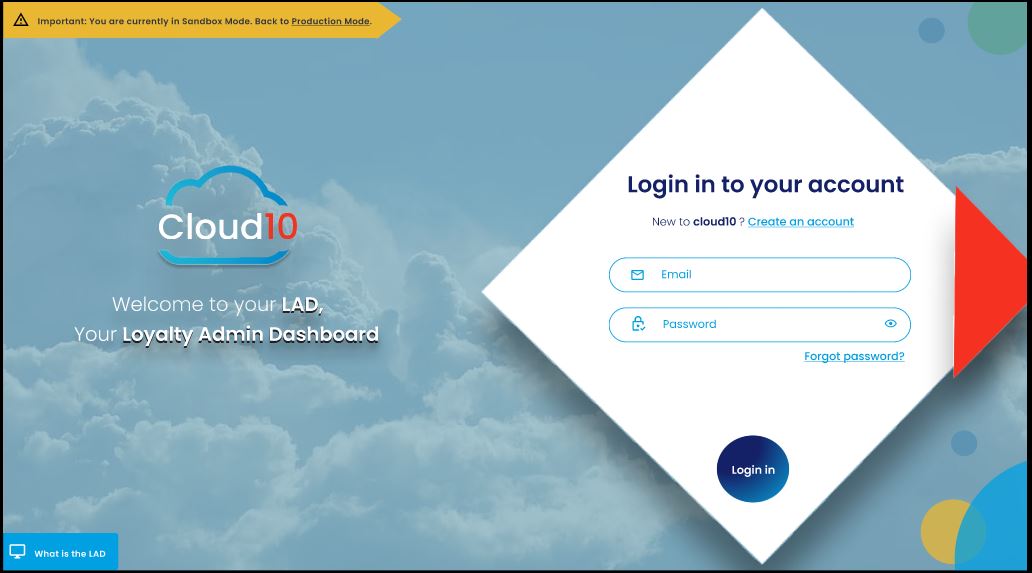 Important: You are currently in Sandbox Mode. Back to Production Mode.
Cloud10
Welcome to your LAD,
Your Loyalty Admin Dashboard
What is the LAD
Login in to your account
New to cloud10 ? Create an account
Email
Password
Forgot password?
Login in